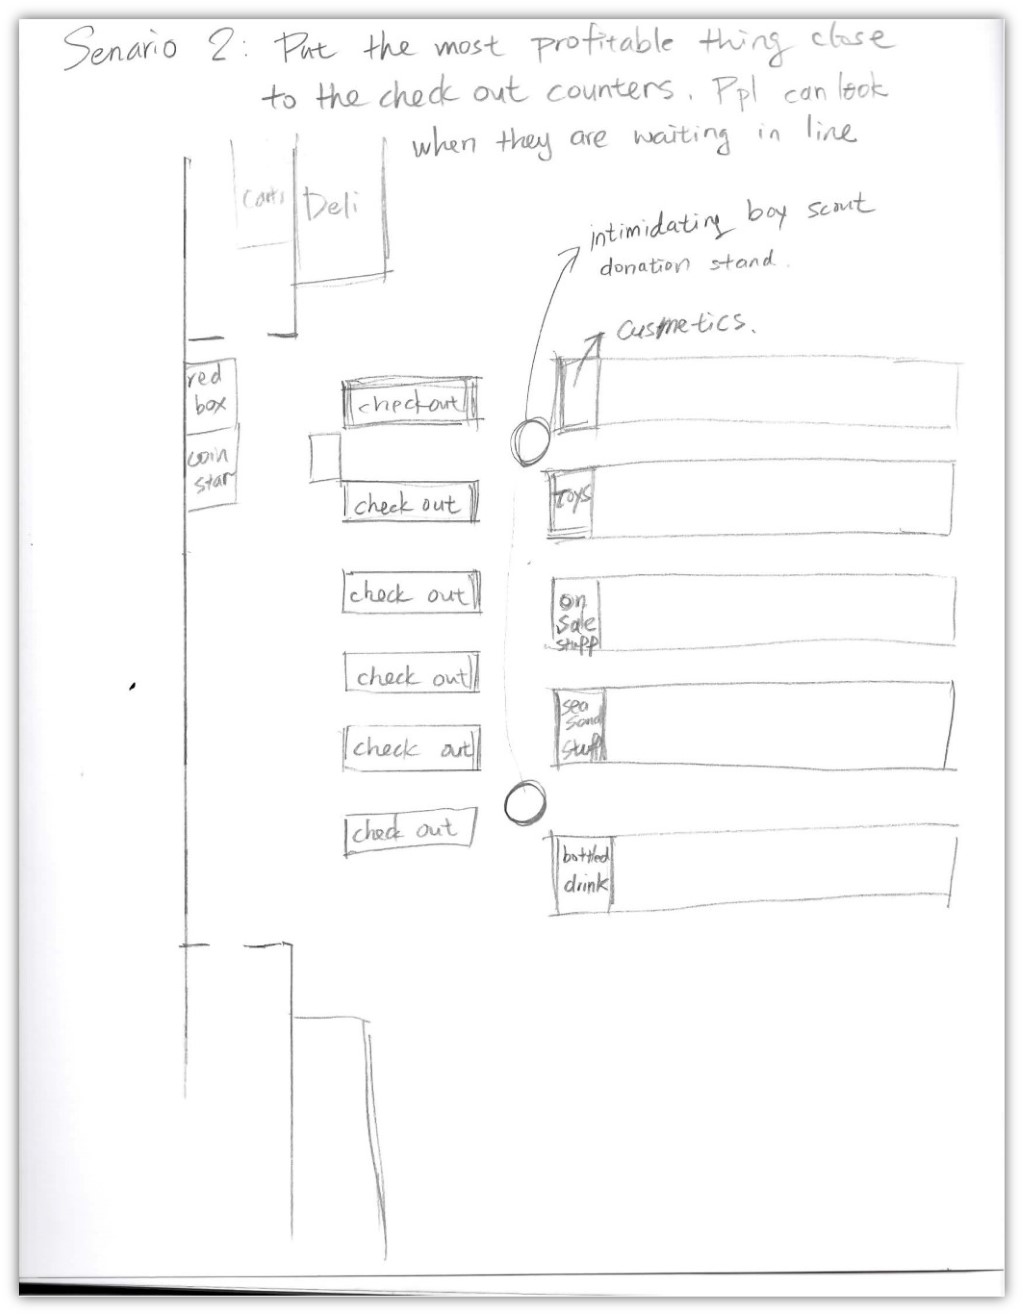 Senario 2: Put the most profitable thing close
to the check out counters. Ppl can look
when they are waiting in line
Carts
Deli
intimidating boy scout
donation stand.
cusmetics.
red
box
coin
star
checkout
check out
check out
check out
check out
check out
toys
on
sale
stuff
sea
sond
stuff
bottled
drink